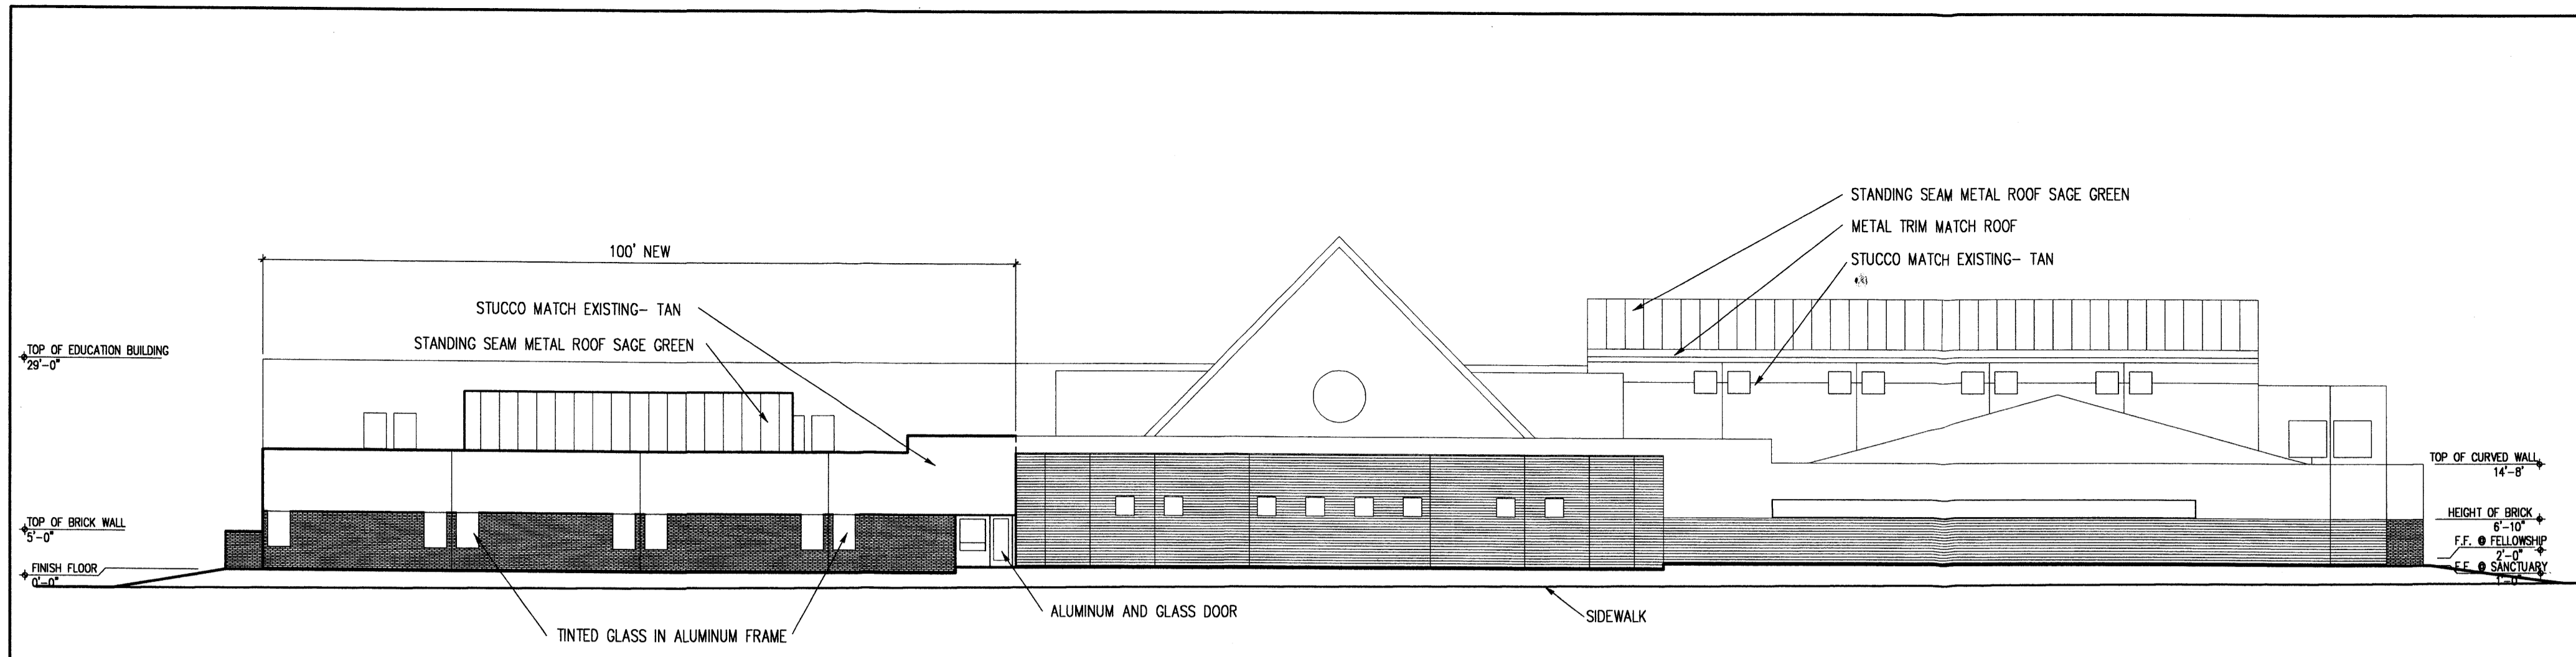 STANDING SEAM METAL ROOF SAGE GREEN
METAL TRIM MATCH ROOF
STUCCO MATCH EXISTING- TAN
100' NEW
STUCCO MATCH EXISTING- TAN
STANDING SEAM METAL ROOF SAGE GREEN
TOP OF EDUCATION BUILDING
29'-0"
TOP OF BRICK WALL
5'-0"
FINISH FLOOR
0'-0"
TOP OF CURVED WALL
14'-8'
HEIGHT OF BRICK
6'-10"
F.F. @ FELLOWSHIP
2'-0"
F.F. @ SANCTUARY
1'-0"
ALUMINUM AND GLASS DOOR
SIDEWALK
TINTED GLASS IN ALUMINUM FRAME